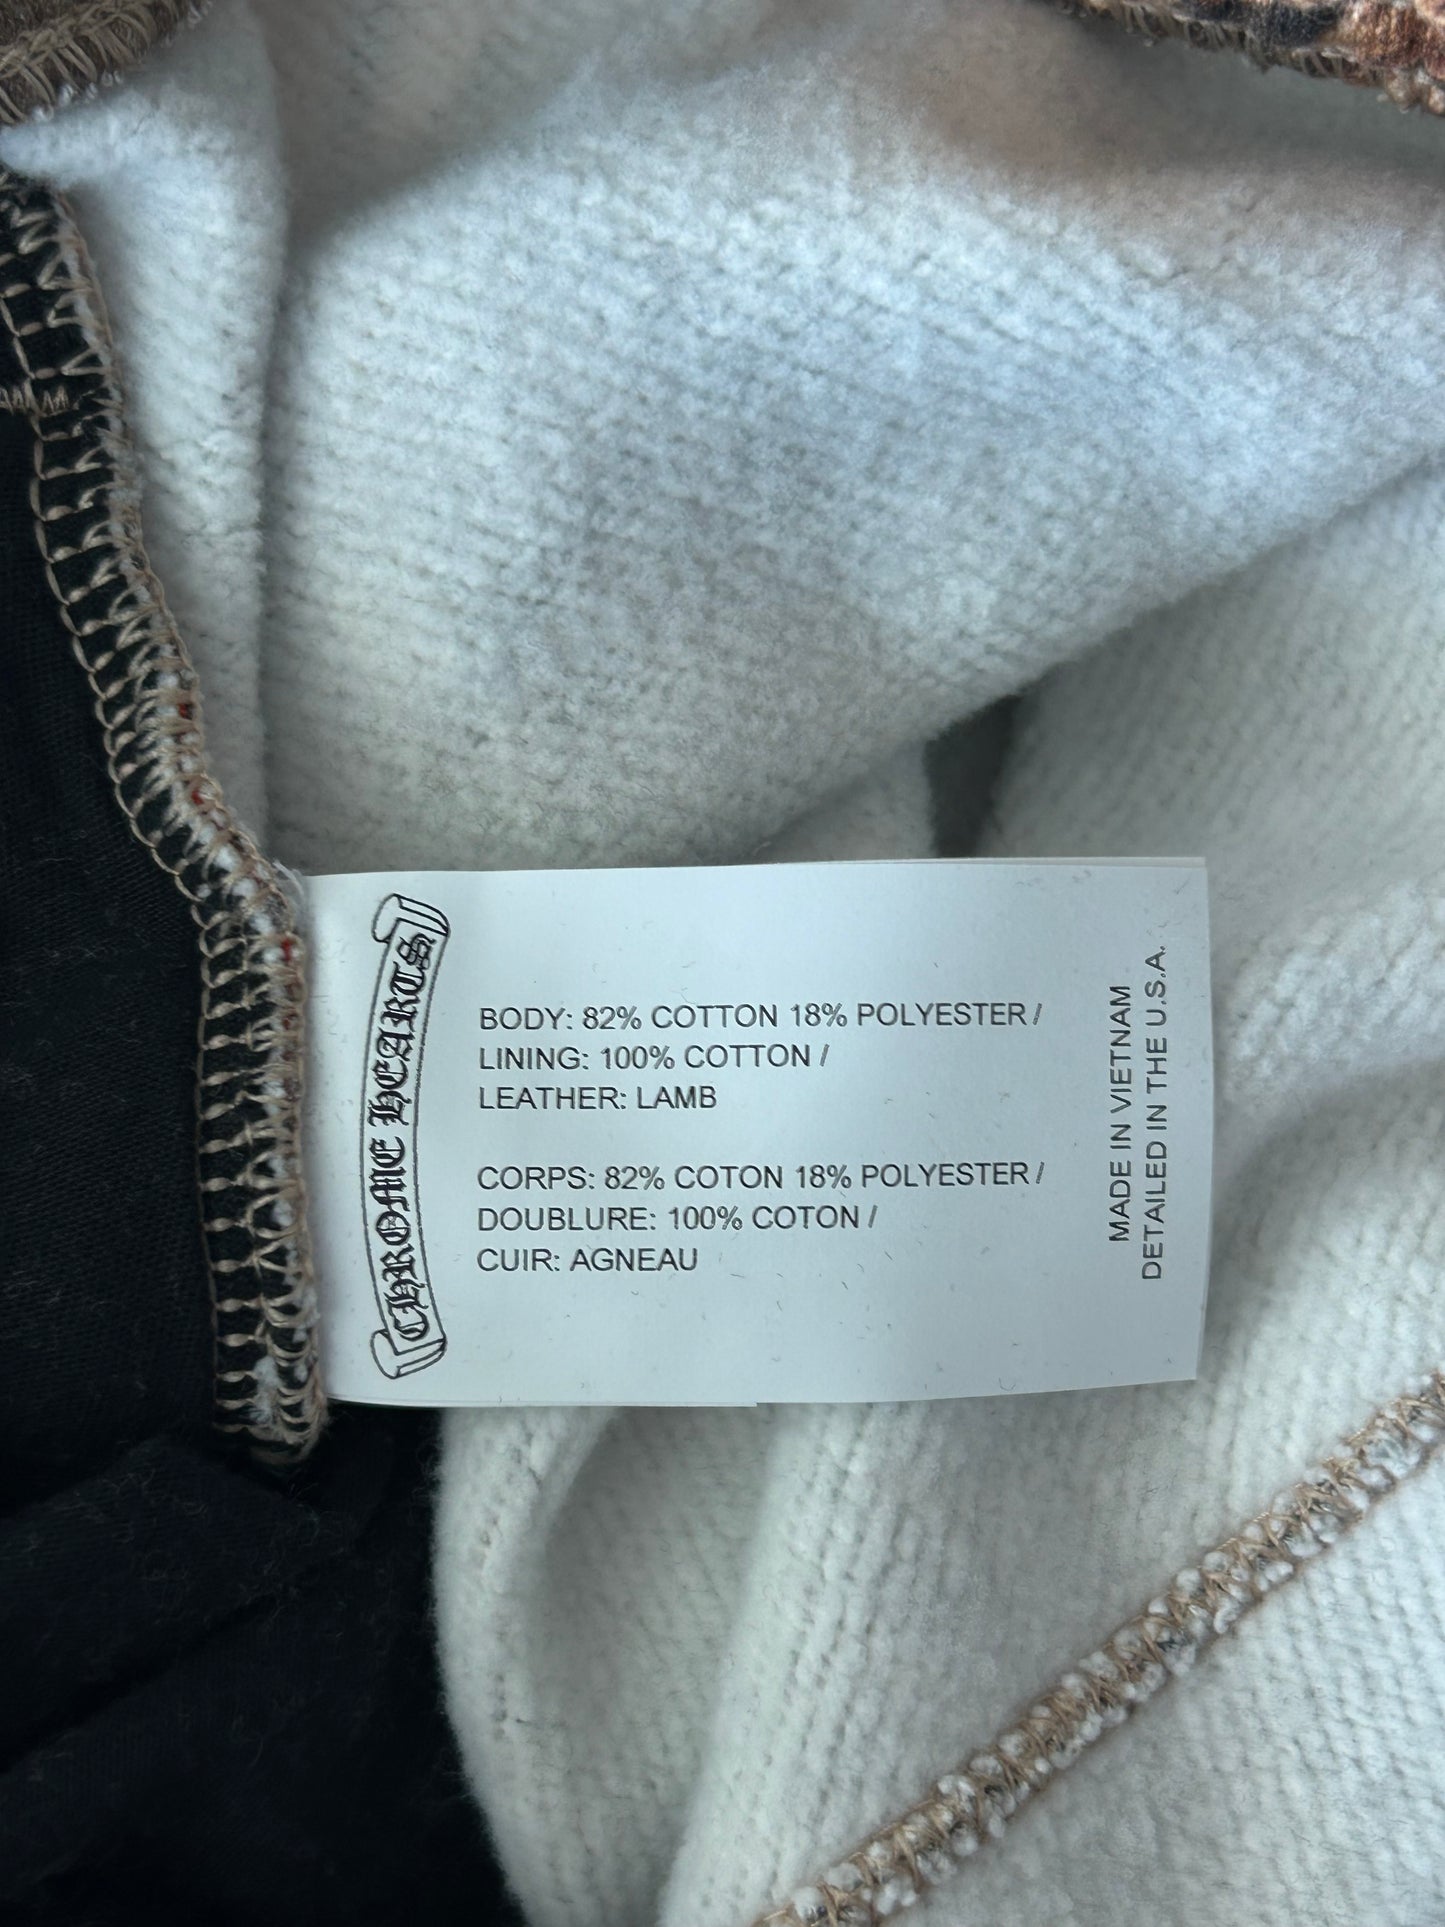 CHROME HEARTS
BODY: 82% COTTON 18% POLYESTER /
LINING: 100% COTTON /
LEATHER: LAMB
CORPS: 82% COTON 18% POLYESTER /
DOUBLURE: 100% COTON /
CUIR: AGNEAU
MADE IN VIETNAM
DETAILED IN THE U.S.A.